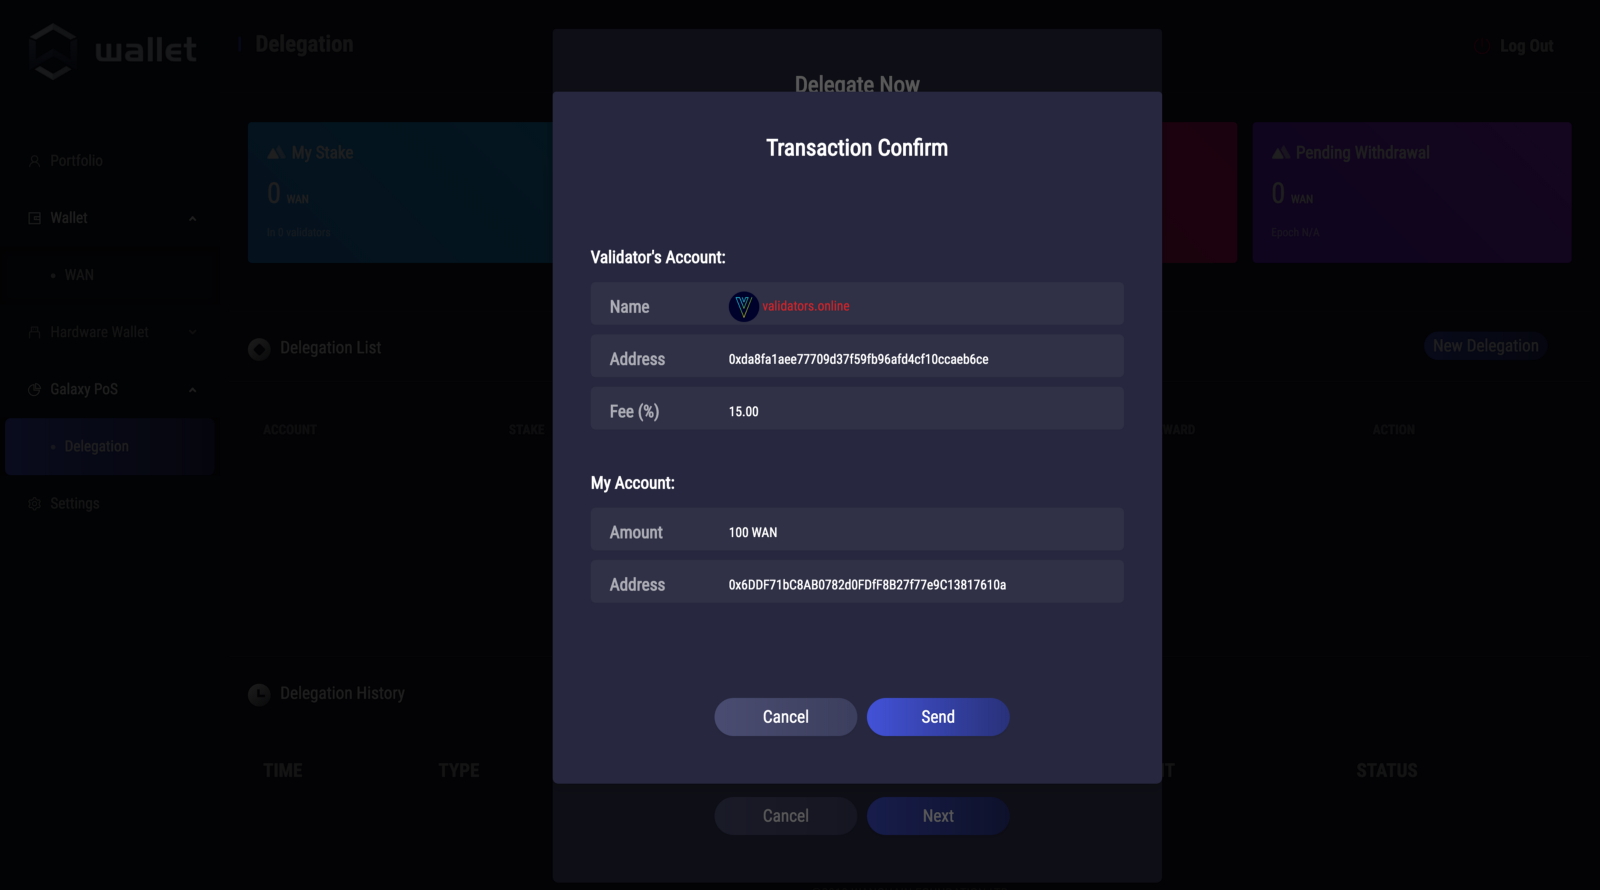 wallet
Delegation
Log Out
Delegate Now
Portfolio
Wallet
WAN
Hardware Wallet
Galaxy PoS
Delegation
Settings
My Stake
0 WAN
In 0 validators
Pending Withdrawal
0 WAN
Epoch N/A
Delegation List
New Delegation
ACCOUNT STAKE WARD ACTION
Transaction Confirm
Validator's Account:
Name validators.online
Address 0xda8fa1aee77709d37f59fb96afd4cf10ccaeb6ce
Fee (%) 15.00
My Account:
Amount 100 WAN
Address 0x6DDF71bC8AB0782d0FDfF8B27f77e9C13817610a
Cancel Send
Delegation History
TIME TYPE T STATUS
Cancel Next